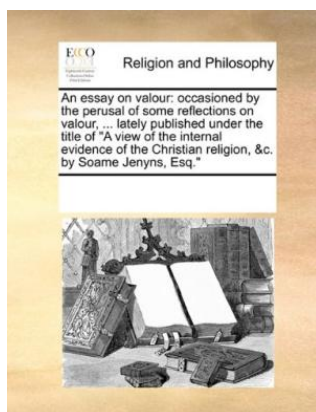 ECCO
Religion and Philosophy
An essay on valour: occasioned by
the perusal of some reflections on
valour, ... lately published under the
title of "A view of the internal
evidence of the Christian religion, &c.
by Soame Jenyns, Esq."